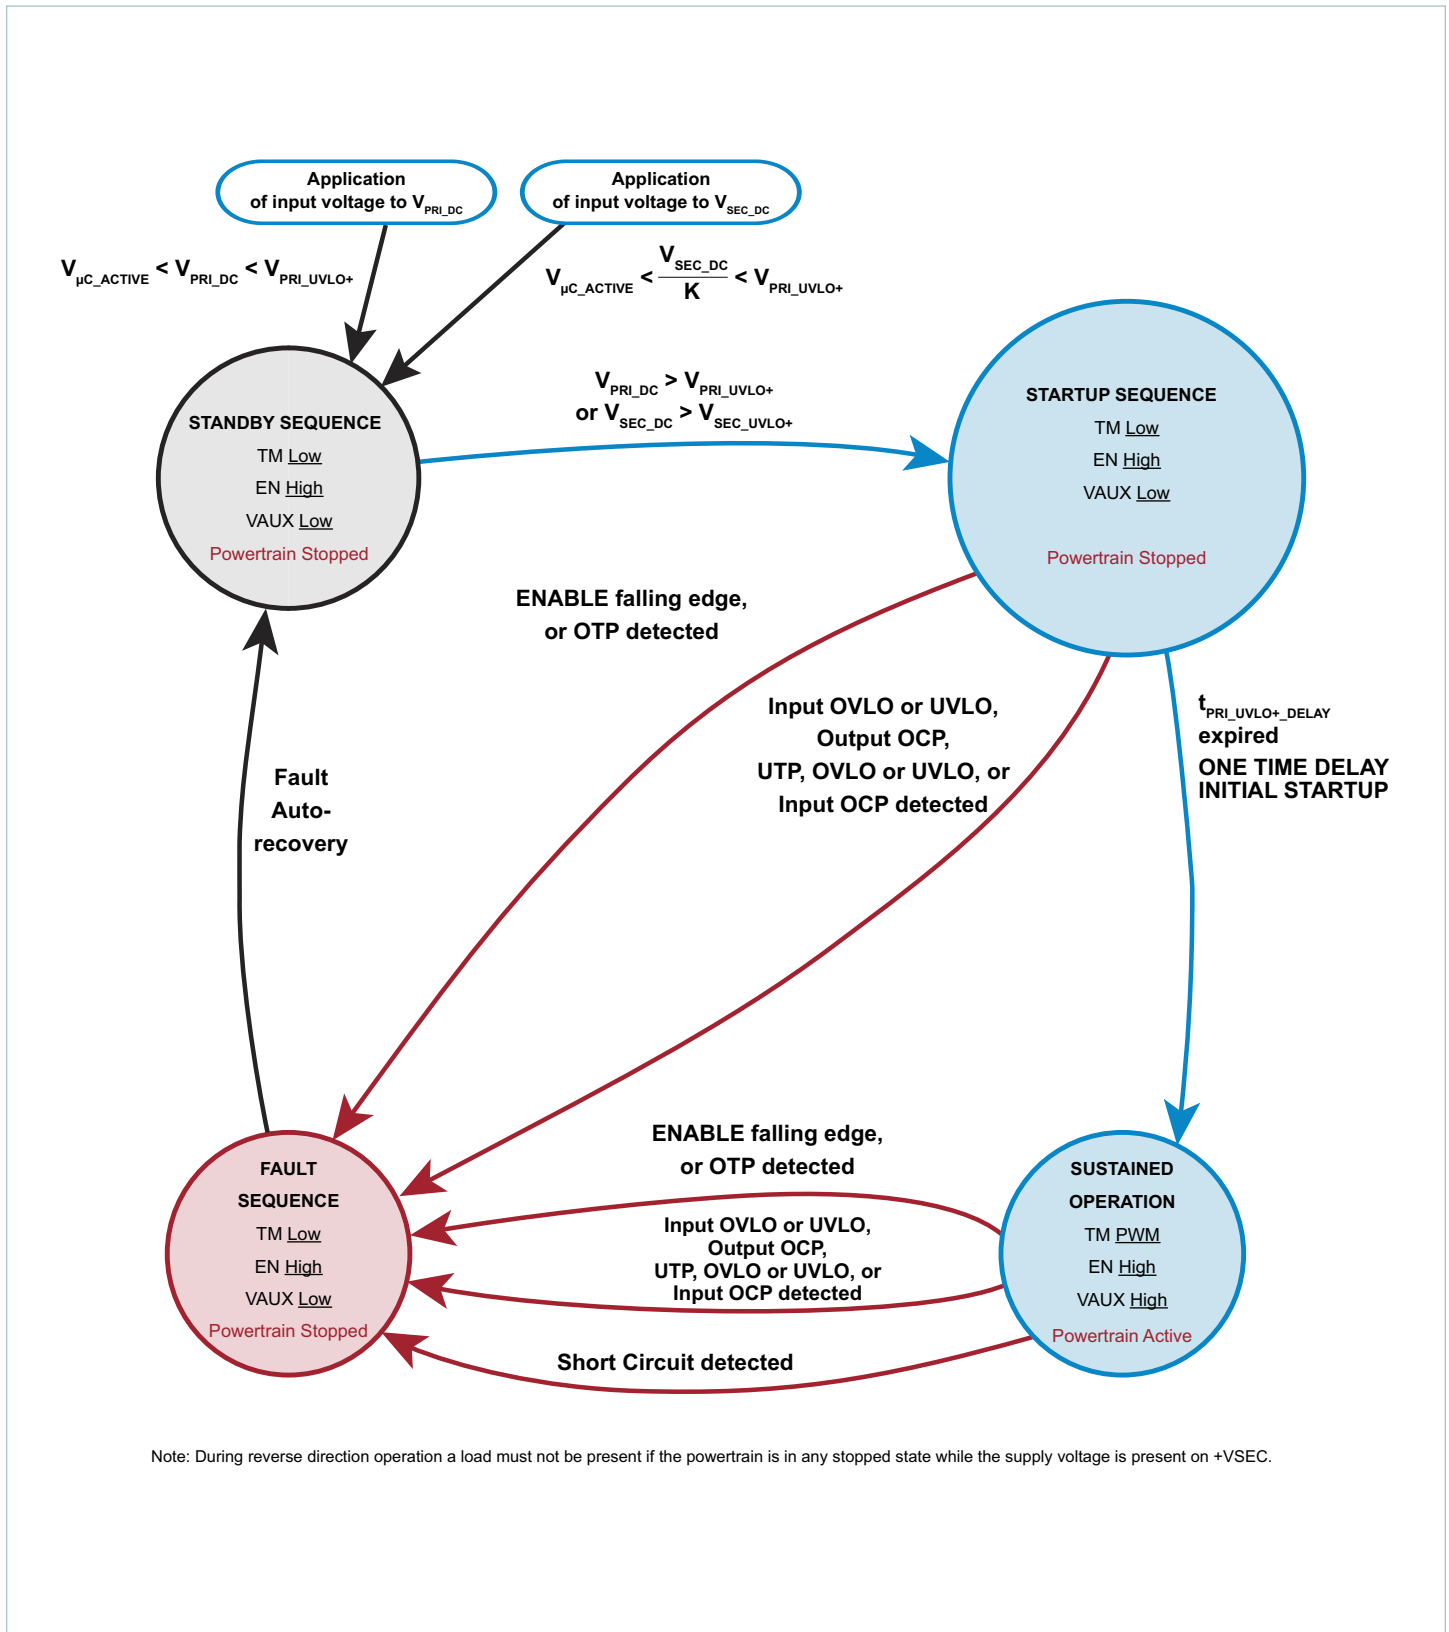 Application
of input voltage to V_PRI_DC
Application
of input voltage to V_SEC_DC
V_µC_ACTIVE < V_PRI_DC < V_PRI_UVLO+
V_µC_ACTIVE < V_SEC_DC / K < V_PRI_UVLO+
STANDBY SEQUENCE
TM Low
EN High
VAUX Low
Powertrain Stopped
V_PRI_DC > V_PRI_UVLO+
or V_SEC_DC > V_SEC_UVLO+
STARTUP SEQUENCE
TM Low
EN High
VAUX Low
Powertrain Stopped
ENABLE falling edge,
or OTP detected
Input OVLO or UVLO,
Output OCP,
UTP, OVLO or UVLO, or
Input OCP detected
t_PRI_UVLO+_DELAY
expired
ONE TIME DELAY
INITIAL STARTUP
Fault
Auto-
recovery
FAULT
SEQUENCE
TM Low
EN High
VAUX Low
Powertrain Stopped
ENABLE falling edge,
or OTP detected
Input OVLO or UVLO,
Output OCP,
UTP, OVLO or UVLO, or
Input OCP detected
Short Circuit detected
SUSTAINED
OPERATION
TM PWM
EN High
VAUX High
Powertrain Active
Note: During reverse direction operation a load must not be present if the powertrain is in any stopped state while the supply voltage is present on +VSEC.